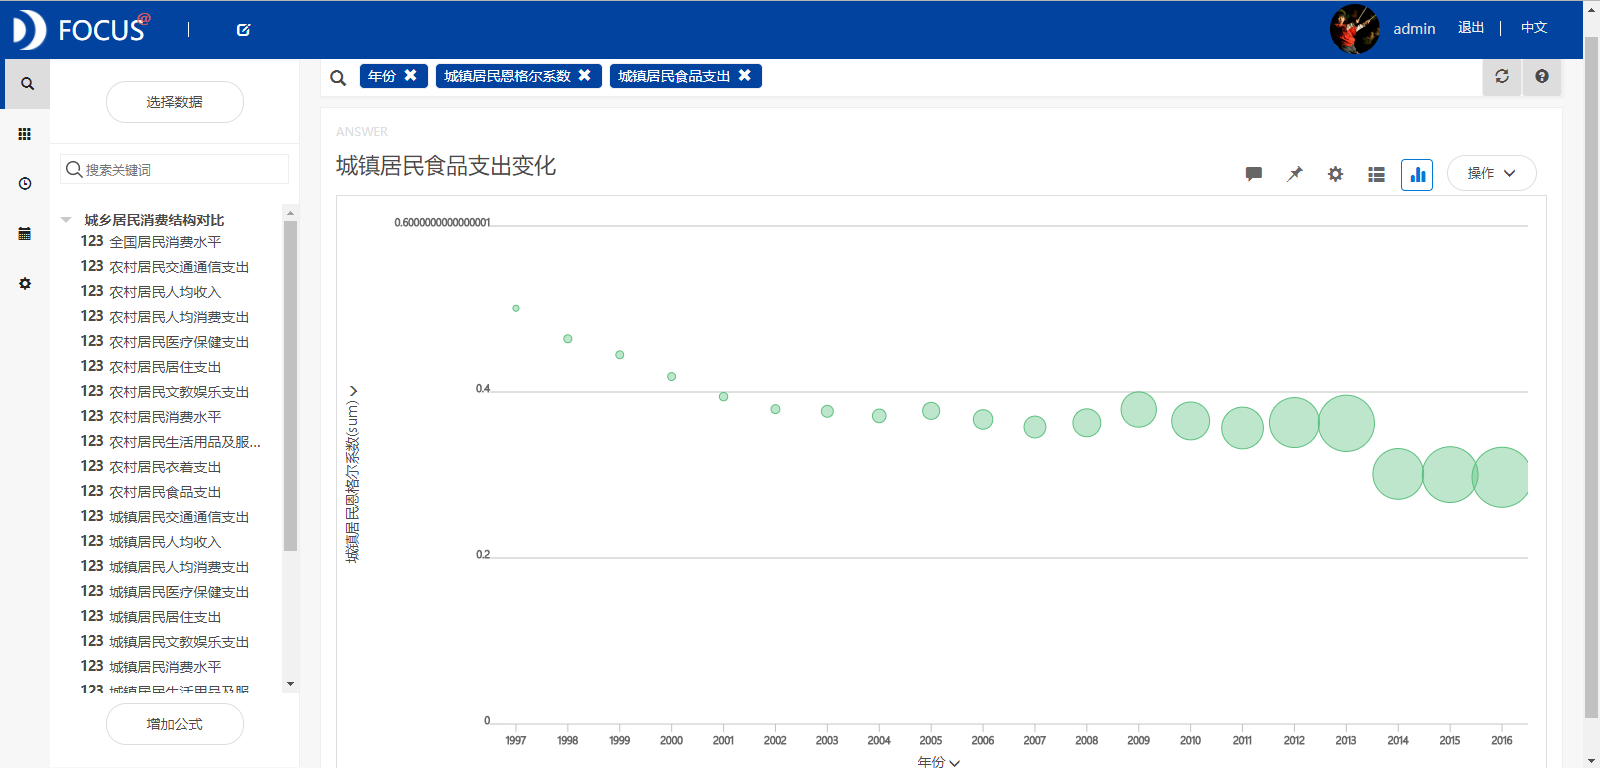 FOCUS@
admin 退出 | 中文
年份 ✖ 城镇居民恩格尔系数 ✖ 城镇居民食品支出 ✖
选择数据
搜索关键词
城乡居民消费结构对比
123 全国居民消费水平
123 农村居民交通通信支出
123 农村居民人均收入
123 农村居民人均消费支出
123 农村居民医疗保健支出
123 农村居民居住支出
123 农村居民文教娱乐支出
123 农村居民消费水平
123 农村居民生活用品及服...
123 农村居民衣着支出
123 农村居民食品支出
123 城镇居民交通通信支出
123 城镇居民人均收入
123 城镇居民人均消费支出
123 城镇居民医疗保健支出
123 城镇居民居住支出
123 城镇居民文教娱乐支出
123 城镇居民消费水平
123 城镇居民生活用品及服
增加公式
ANSWER
城镇居民食品支出变化
操作
0.6000000000000001
0.4
0.2
0
城镇居民恩格尔系数(sum)
1997 1998 1999 2000 2001 2002 2003 2004 2005 2006 2007 2008 2009 2010 2011 2012 2013 2014 2015 2016
年份